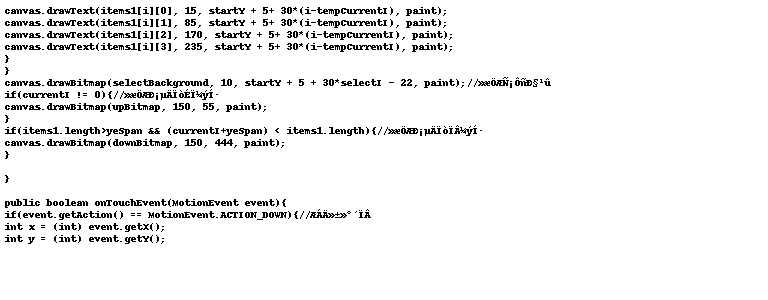 canvas.drawText(items1[i][0], 15, startY + 5+ 30*(i-tempCurrentI), paint);
canvas.drawText(items1[i][1], 85, startY + 5+ 30*(i-tempCurrentI), paint);
canvas.drawText(items1[i][2], 170, startY + 5+ 30*(i-tempCurrentI), paint);
canvas.drawText(items1[i][3], 235, startY + 5+ 30*(i-tempCurrentI), paint);
}
}
canvas.drawBitmap(selectBackground, 10, startY + 5 + 30*selectI - 22, paint);//»æÖÆÑ¡ÔñÐ§¹û
if(currentI != 0){//»æÖÆÐ¡µÄÏòÉÏ¼ýÍ·
canvas.drawBitmap(upBitmap, 150, 55, paint);
}
if(items1.length>yeSpan && (currentI+yeSpan) < items1.length){//»æÖÆÐ¡µÄÏòÏÂ¼ýÍ·
canvas.drawBitmap(downBitmap, 150, 444, paint);
}
}
public boolean onTouchEvent(MotionEvent event){
if(event.getAction() == MotionEvent.ACTION_DOWN){//ÆÁÄ»±»°´ÏÂ
int x = (int) event.getX();
int y = (int) event.getY();